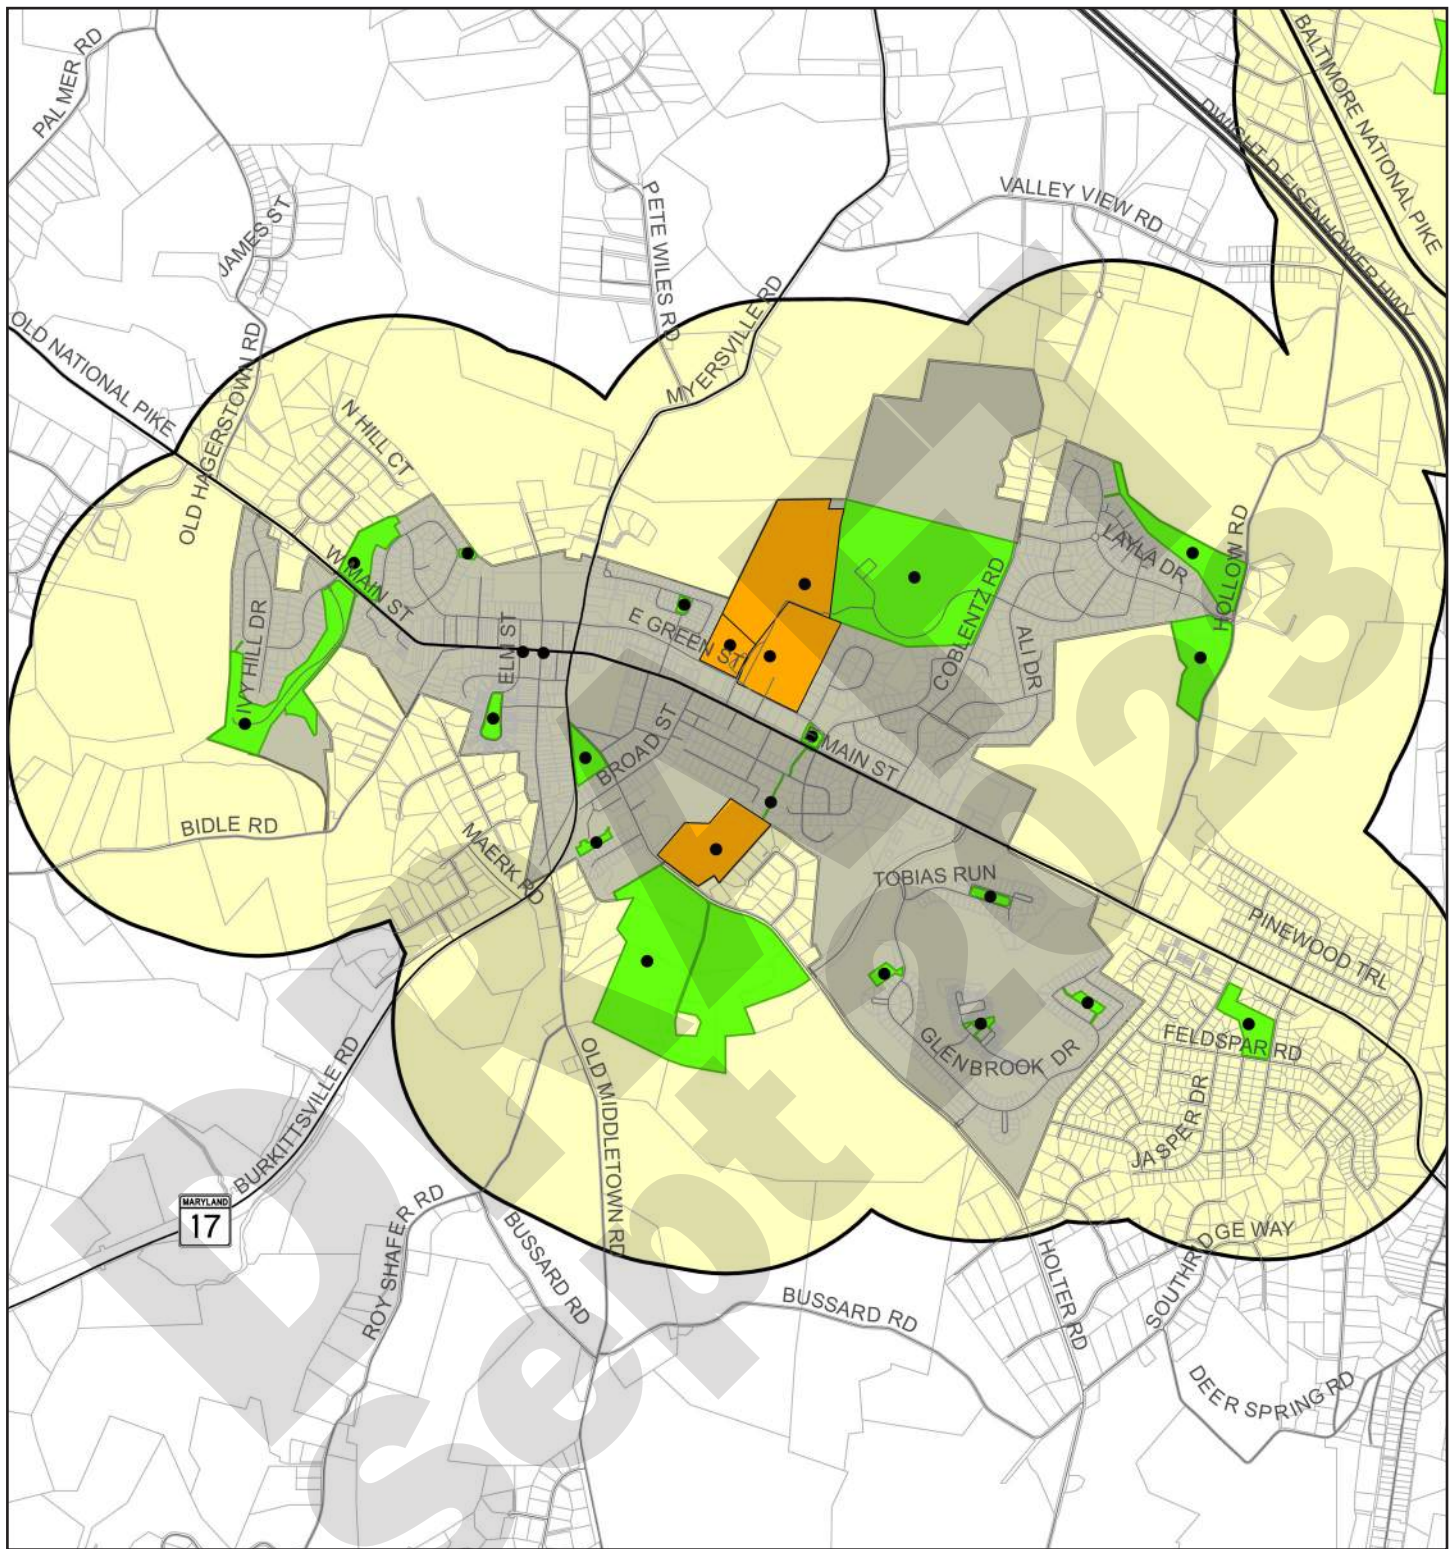 PALMER RD
BALTIMORE NATIONAL PIKE
DWIGHT D EISENHOWER HWY
VALLEY VIEW RD
PETE WILES RD
JAMES ST
MYERSVILLE RD
OLD NATIONAL PIKE
OLD HAGERSTOWN RD
N HILL CT
W MAIN ST
LAYLA DR
HOLLOW RD
COBLENTZ RD
ALI DR
E GREEN ST
ELM ST
IVY HILL DR
BROAD ST
MAIN ST
BIDLE RD
MAERK RD
TOBIAS RUN
PINEWOOD TRL
GLENBROOK DR
FELDSPAR RD
JASPER DR
OLD MIDDLETOWN RD
BURKITTSVILLE RD
MARYLAND
17
ROY SHAFER RD
BUSSARD RD
BUSSARD RD
HOLTER RD
SOUTH RD
GE WAY
DEER SPRING RD
DRAFT
Sept 2023